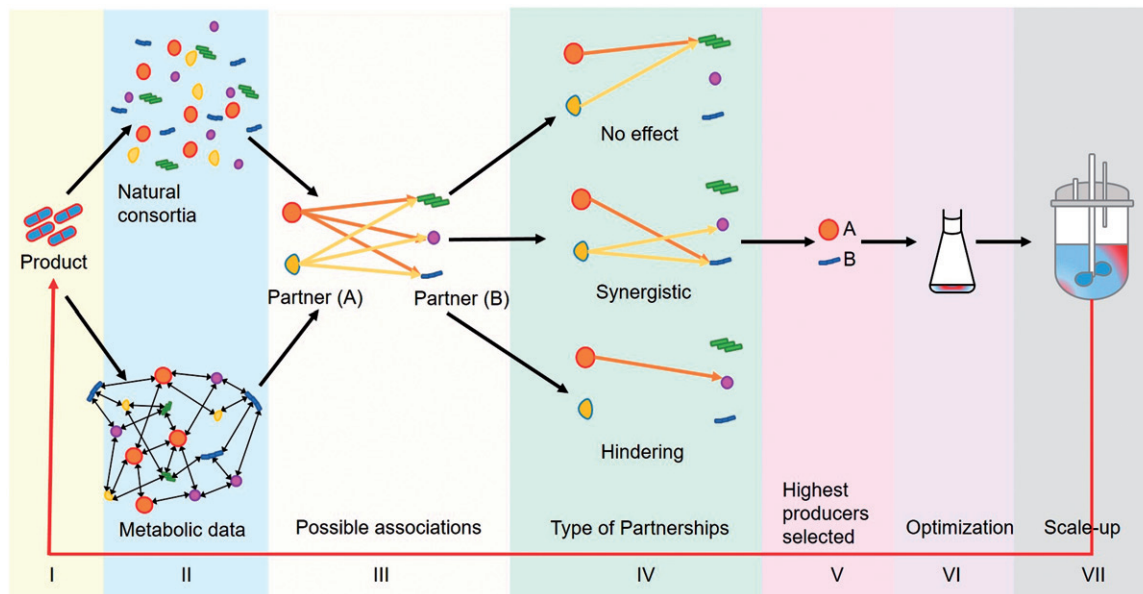 Natural
consortia
Product
Metabolic data
Partner (A)
Partner (B)
Possible associations
No effect
Synergistic
Hindering
Type of Partnerships
A
B
Highest
producers
selected
Optimization
Scale-up
I
II
III
IV
V
VI
VII